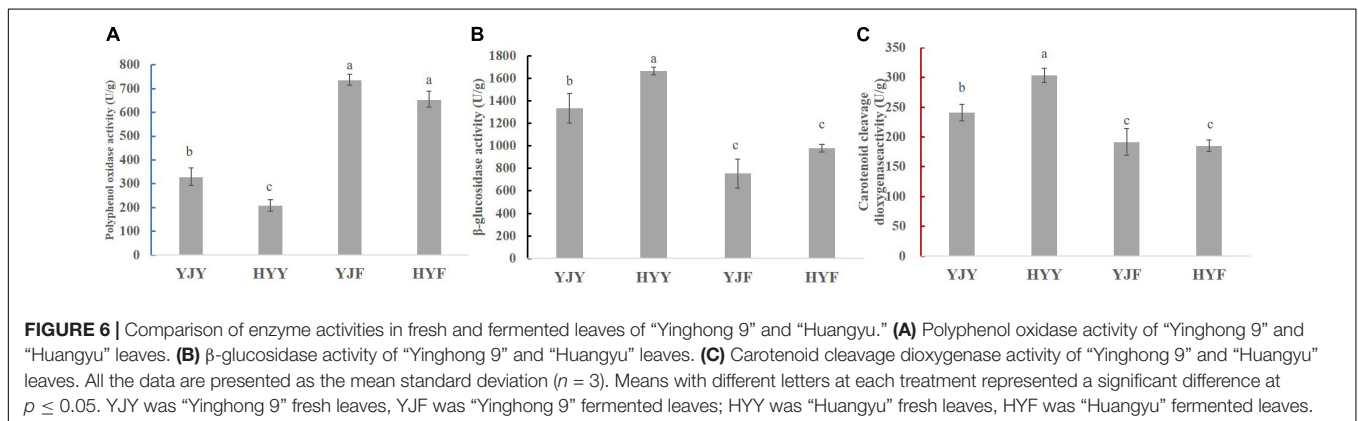 A
Polyphenol oxidase activity (U/g)
800
700
600
500
400
300
200
100
0
b
c
a
a
YJY HYY YJF HYF
B
β-glucosidase activity (U/g)
1800
1600
1400
1200
1000
800
600
400
200
0
b
a
c
c
YJY HYY YJF HYF
C
Carotenoid cleavage
dioxygenaseactivity (U/g)
350
300
250
200
150
100
50
0
b
a
c
c
YJY HYY YJF HYF
FIGURE 6 | Comparison of enzyme activities in fresh and fermented leaves of “Yinghong 9” and “Huangyu.” (A) Polyphenol oxidase activity of “Yinghong 9” and
“Huangyu” leaves. (B) β-glucosidase activity of “Yinghong 9” and “Huangyu” leaves. (C) Carotenoid cleavage dioxygenase activity of “Yinghong 9” and “Huangyu”
leaves. All the data are presented as the mean standard deviation (n = 3). Means with different letters at each treatment represented a significant difference at
p ≤ 0.05. YJY was “Yinghong 9” fresh leaves, YJF was “Yinghong 9” fermented leaves; HYY was “Huangyu” fresh leaves, HYF was “Huangyu” fermented leaves.